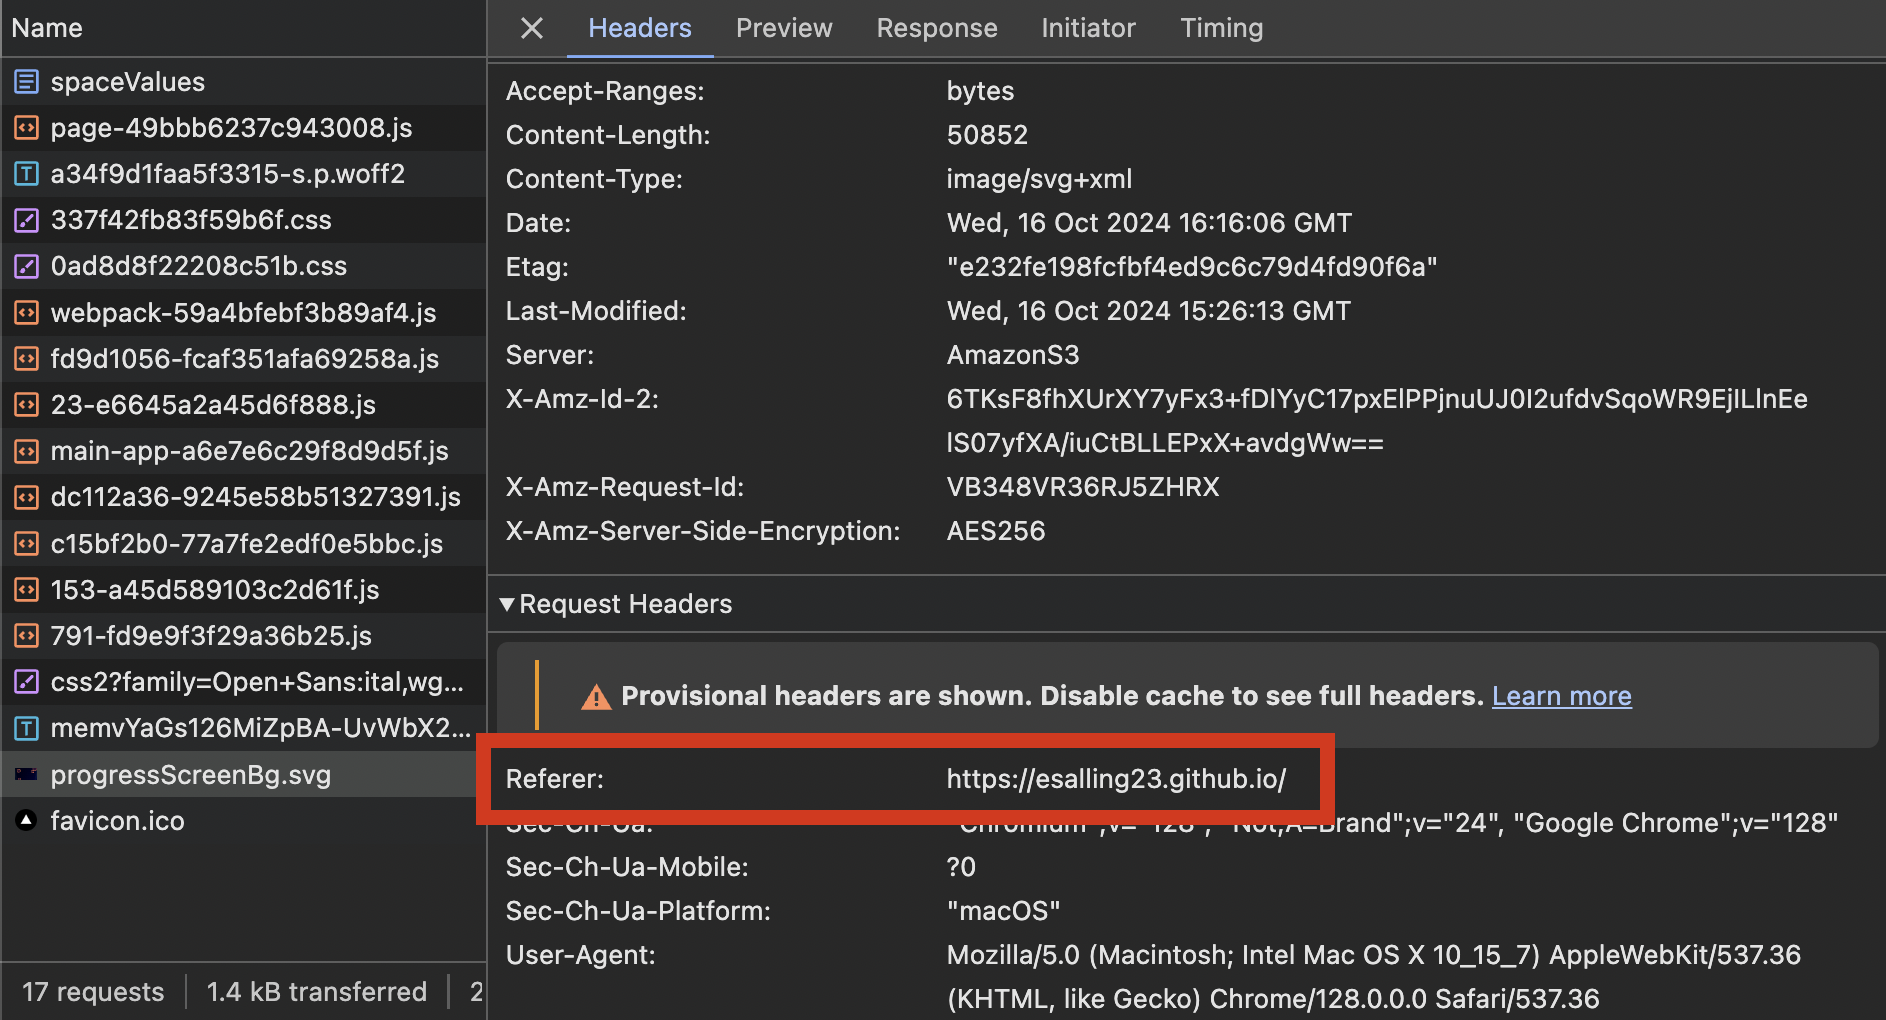 Name
spaceValues
page-49bbb6237c943008.js
a34f9d1faa5f3315-s.p.woff2
337f42fb83f59b6f.css
0ad8d8f22208c51b.css
webpack-59a4bfebf3b89af4.js
fd9d1056-fcaf351afa69258a.js
23-e6645a2a45d6f888.js
main-app-a6e7e6c29f8d9d5f.js
dc112a36-9245e58b51327391.js
c15bf2b0-77a7fe2edf0e5bbc.js
153-a45d589103c2d61f.js
791-fd9e9f3f29a36b25.js
css2?family=Open+Sans:ital,wg...
memvYaGs126MiZpBA-UvWbX2...
progressScreenBg.svg
favicon.ico
17 requests 1.4 kB transferred 2
Headers Preview Response Initiator Timing
Accept-Ranges: bytes
Content-Length: 50852
Content-Type: image/svg+xml
Date: Wed, 16 Oct 2024 16:16:06 GMT
Etag: "e232fe198fcfbf4ed9c6c79d4fd90f6a"
Last-Modified: Wed, 16 Oct 2024 15:26:13 GMT
Server: AmazonS3
X-Amz-Id-2: 6TKsF8fhXUrXY7yFx3+fDlYyC17pxElPPjnuUJ0I2ufdvSqoWR9EjILlnEe
lS07yfXA/iuCtBLLEPxX+avdgWw==
X-Amz-Request-Id: VB348VR36RJ5ZHRX
X-Amz-Server-Side-Encryption: AES256
Request Headers
Provisional headers are shown. Disable cache to see full headers. Learn more
Referer: https://esalling23.github.io/
Sec-Ch-Ua: "Chromium";v="128", "Not;A=Brand";v="24", "Google Chrome";v="128"
Sec-Ch-Ua-Mobile: ?0
Sec-Ch-Ua-Platform: "macOS"
User-Agent: Mozilla/5.0 (Macintosh; Intel Mac OS X 10_15_7) AppleWebKit/537.36
(KHTML, like Gecko) Chrome/128.0.0.0 Safari/537.36